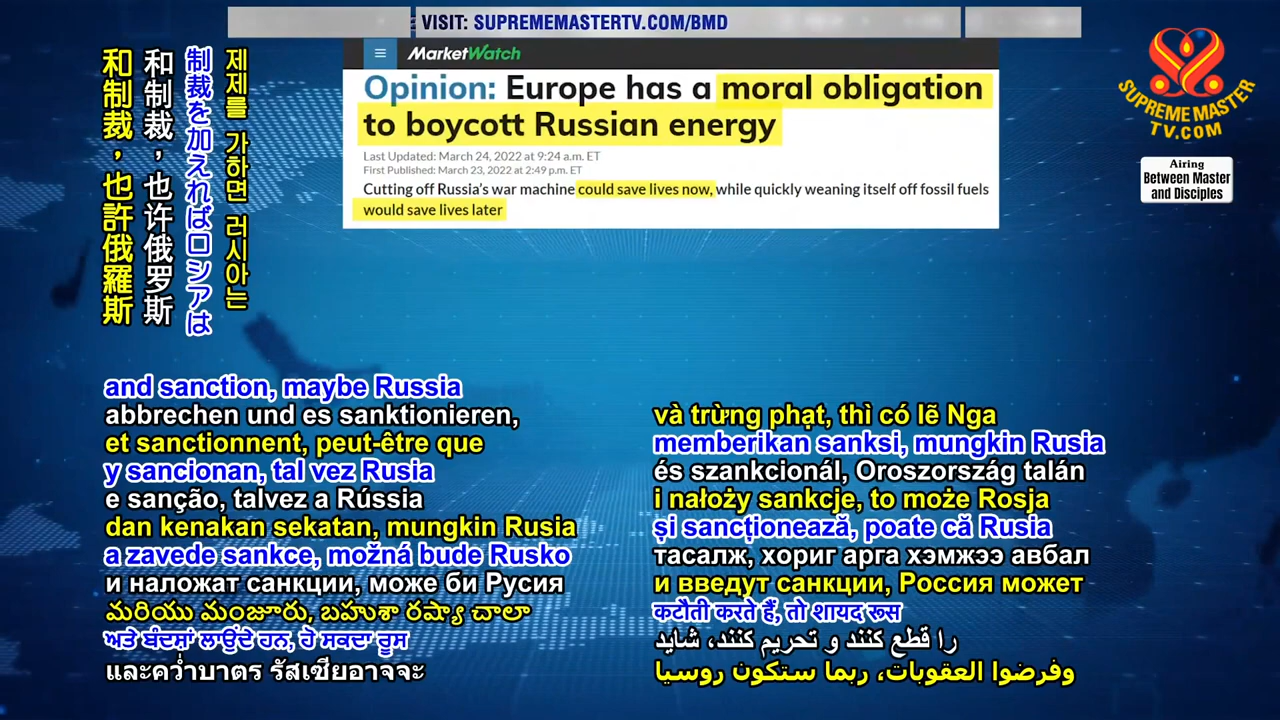 VISIT: SUPREMEMASTERTV.COM/BMD
MarketWatch
Opinion: Europe has a moral obligation
to boycott Russian energy
Last Updated: March 24, 2022 at 9:24 a.m. ET
First Published: March 23, 2022 at 2:49 p.m. ET
Cutting off Russia's war machine could save lives now, while quickly weaning itself off fossil fuels
would save lives later
SUPREME MASTER
TV.COM
Airing
Between Master
and Disciples
제제를 가하면 러시아는
制裁を加えればロシアは
和制裁，也许俄罗斯
和制裁，也許俄羅斯
and sanction, maybe Russia
abbrechen und es sanktionieren,
et sanctionnent, peut-être que
y sancionan, tal vez Rusia
e sanção, talvez a Rússia
dan kenakan sekatan, mungkin Rusia
a zavede sankce, možná bude Rusko
и наложат санкции, може би Русия
మరియు మంజూరు, బహుశా రష్యా చాలా
ਅਤੇ ਬੰਦਸ਼ਾਂ ਲਾਉਂਦੇ ਹਨ, ਹੋ ਸਕਦਾ ਰੂਸ
และคว่ำบาตร รัสเซียอาจจะ
và trừng phạt, thì có lẽ Nga
memberikan sanksi, mungkin Rusia
és szankcionál, Oroszország talán
i nałoży sankcje, to może Rosja
și sancționează, poate că Rusia
тасалж, хориг арга хэмжээ авбал
и введут санкции, Россия может
कटौती करते हैं, तो शायद रूस
را قطع کنند و تحریم کنند، شاید
وفرضوا العقوبات، ربما ستكون روسيا